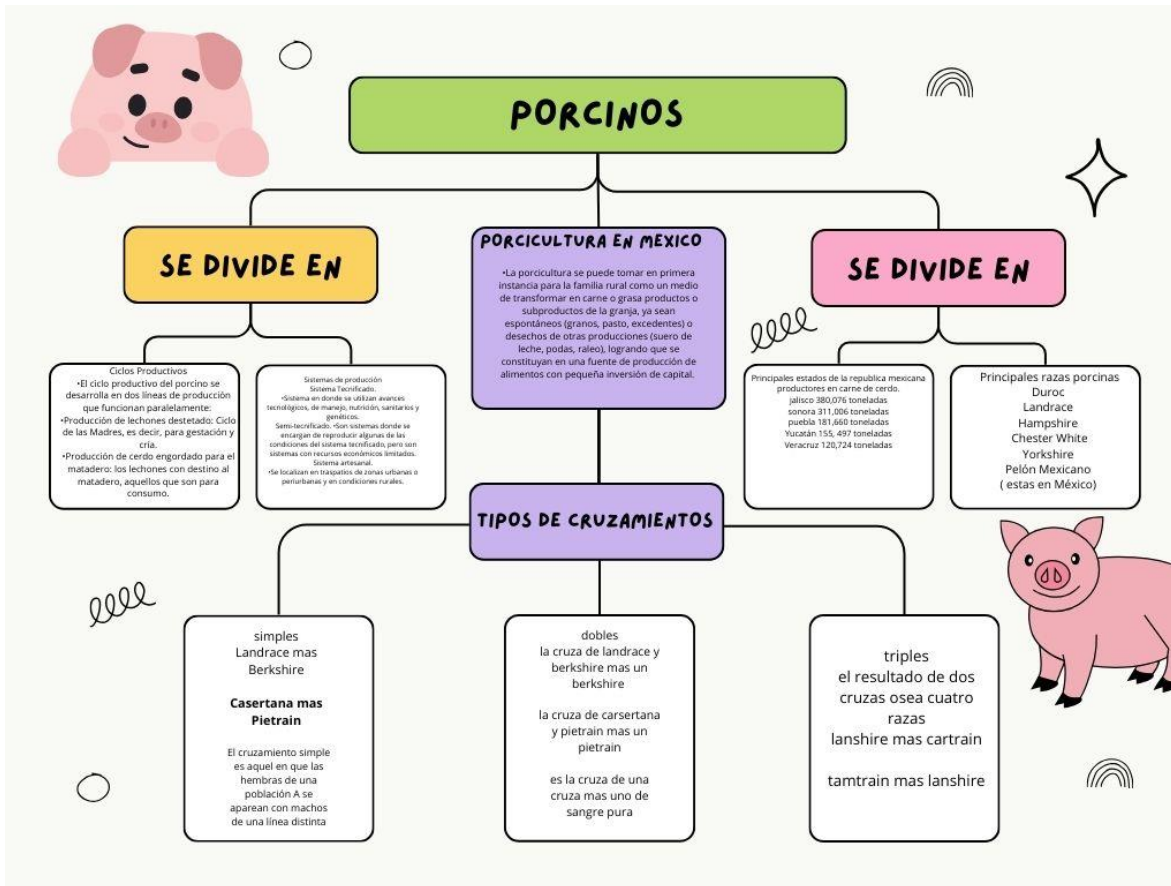 PORCINOS
SE DIVIDE EN
PORCICULTURA EN MEXICO
•La porcicultura se puede tomar en primera
instancia para la familia rural como un medio
de transformar en carne o grasa productos o
subproductos de la granja, ya sean
espontáneos (granos, pasto, excedentes) o
desechos de otras producciones (suero de
leche, podas, raleo), logrando que se
constituyan en una fuente de producción de
alimentos con pequeña inversión de capital.
SE DIVIDE EN
Ciclos Productivos
•El ciclo productivo del porcino se
desarrolla en dos líneas de producción
que funcionan paralelamente:
•Producción de lechones destetado: Ciclo
de las Madres, es decir, para gestación y
cría.
•Producción de cerdo engordado para el
matadero: los lechones con destino al
matadero, aquellos que son para
consumo.
Sistemas de producción
Sistema Tecnificado.
•Sistema en donde se utilizan avances
tecnológicos, de manejo, nutrición, sanitarios y
genéticos.
Semi-tecnificado. •Son sistemas donde se
encargan de reproducir algunas de las
condiciones del sistema tecnificado, pero son
sistemas con recursos económicos limitados.
Sistema artesanal.
•Se localizan en traspatios de zonas urbanas o
periurbanas y en condiciones rurales.
Principales estados de la republica mexicana
productores en carne de cerdo.
jalisco 380,076 toneladas
sonora 311,006 toneladas
puebla 181,660 toneladas
Yucatán 155, 497 toneladas
Veracruz 120,724 toneladas
Principales razas porcinas
Duroc
Landrace
Hampshire
Chester White
Yorkshire
Pelón Mexicano
( estas en México)
TIPOS DE CRUZAMIENTOS
simples
Landrace mas
Berkshire
Casertana mas
Pietrain
El cruzamiento simple
es aquel en que las
hembras de una
población A se
aparean con machos
de una línea distinta
dobles
la cruza de landrace y
berkshire mas un
berkshire
la cruza de carsertana
y pietrain mas un
pietrain
es la cruza de una
cruza mas uno de
sangre pura
triples
el resultado de dos
cruzas osea cuatro
razas
lanshire mas cartrain
tamtrain mas lanshire